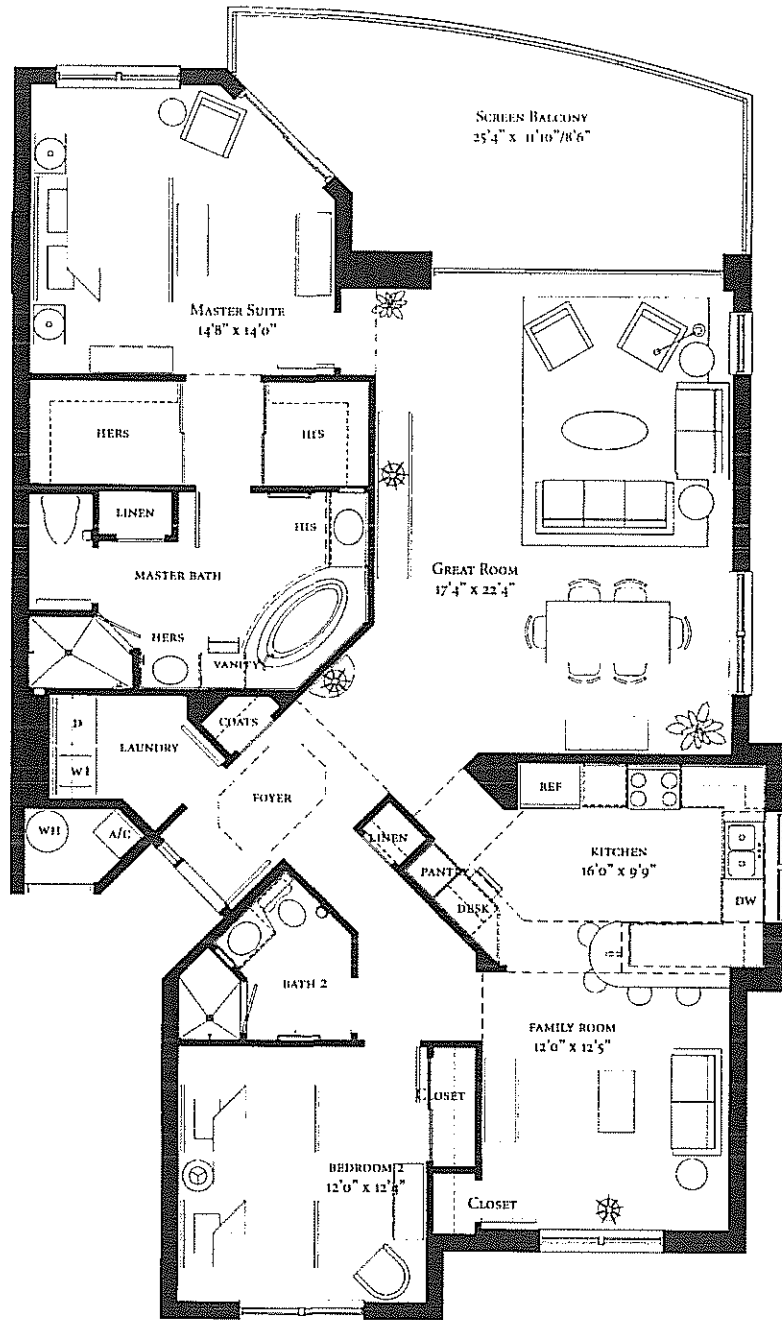 SCREEN BALCONY
25'4" x 11'10"/8'6"
MASTER SUITE
14'8" x 14'0"
HERS
HIS
LINEN
HIS
MASTER BATH
GREAT ROOM
17'4" x 22'4"
HERS
VANITY
COATS
D
LAUNDRY
W
FOYER
REF
WH
A/C
LINEN
KITCHEN
16'0" x 9'9"
PANTRY
DESK
DW
BATH 2
FAMILY ROOM
12'0" x 12'5"
CLOSET
BEDROOM 2
12'0" x 12'4"
CLOSET